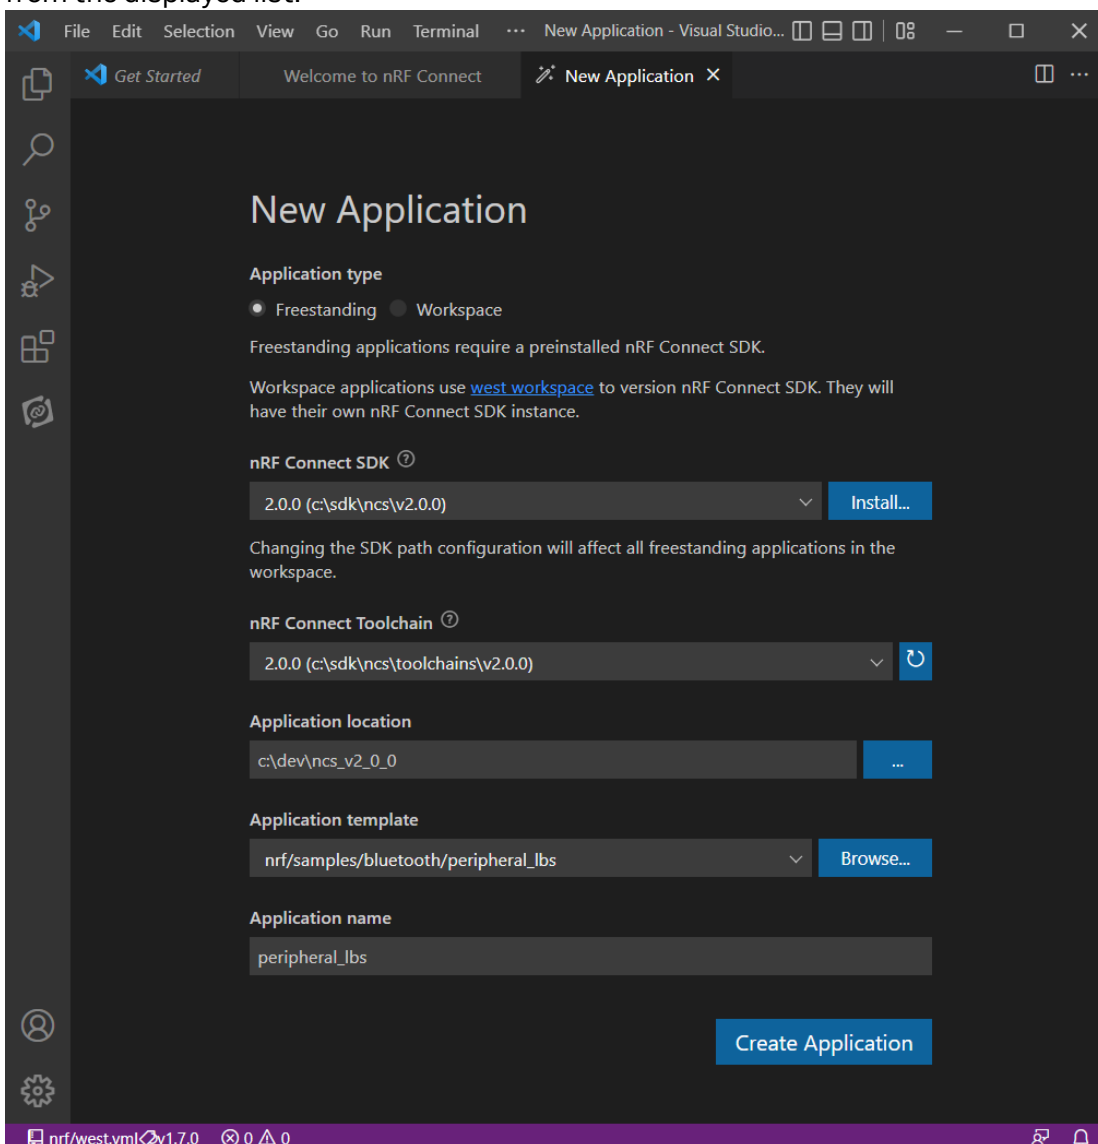 from the displayed list.
File Edit Selection View Go Run Terminal ··· New Application - Visual Studio...
Get Started Welcome to nRF Connect New Application
New Application
Application type
Freestanding Workspace
Freestanding applications require a preinstalled nRF Connect SDK.
Workspace applications use west workspace to version nRF Connect SDK. They will
have their own nRF Connect SDK instance.
nRF Connect SDK
2.0.0 (c:\sdk\ncs\v2.0.0) Install...
Changing the SDK path configuration will affect all freestanding applications in the
workspace.
nRF Connect Toolchain
2.0.0 (c:\sdk\ncs\toolchains\v2.0.0)
Application location
c:\dev\ncs_v2_0_0 ...
Application template
nrf/samples/bluetooth/peripheral_lbs Browse...
Application name
peripheral_lbs
Create Application
nrf/west.yml v1.7.0 0 0